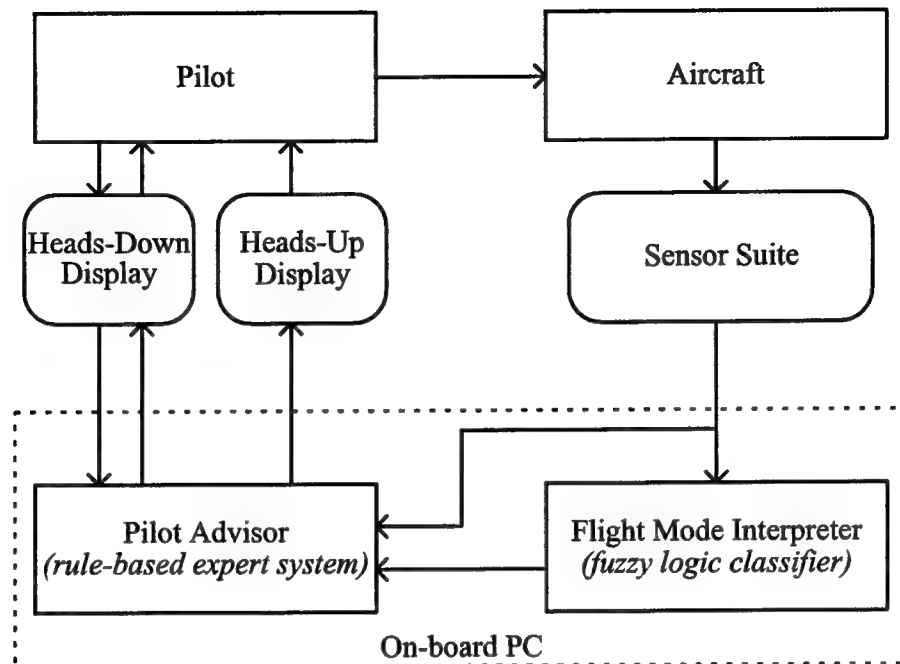 Pilot
Aircraft
Heads-Down
Display
Heads-Up
Display
Sensor Suite
Pilot Advisor
(rule-based expert system)
Flight Mode Interpreter
(fuzzy logic classifier)
On-board PC